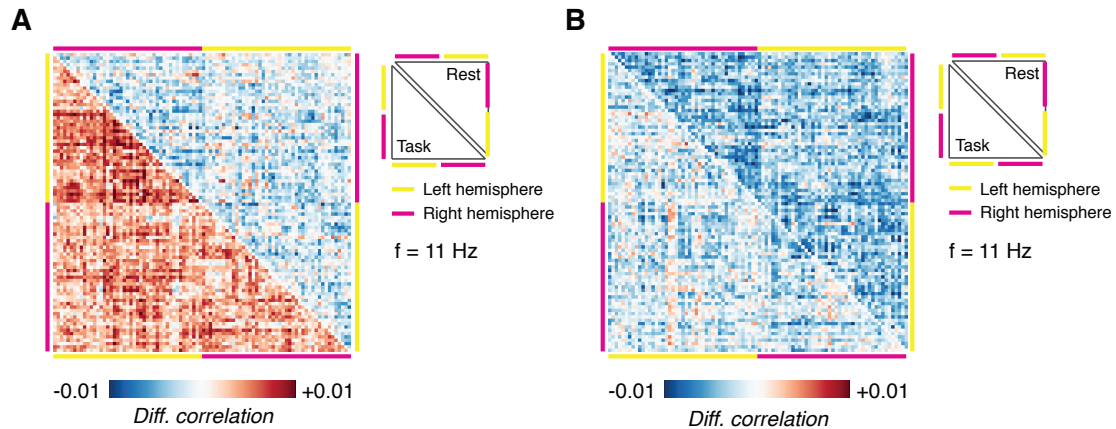 A
Rest
Task
Left hemisphere
Right hemisphere
f = 11 Hz
-0.01
+0.01
Diff. correlation
B
Rest
Task
Left hemisphere
Right hemisphere
f = 11 Hz
-0.01
+0.01
Diff. correlation